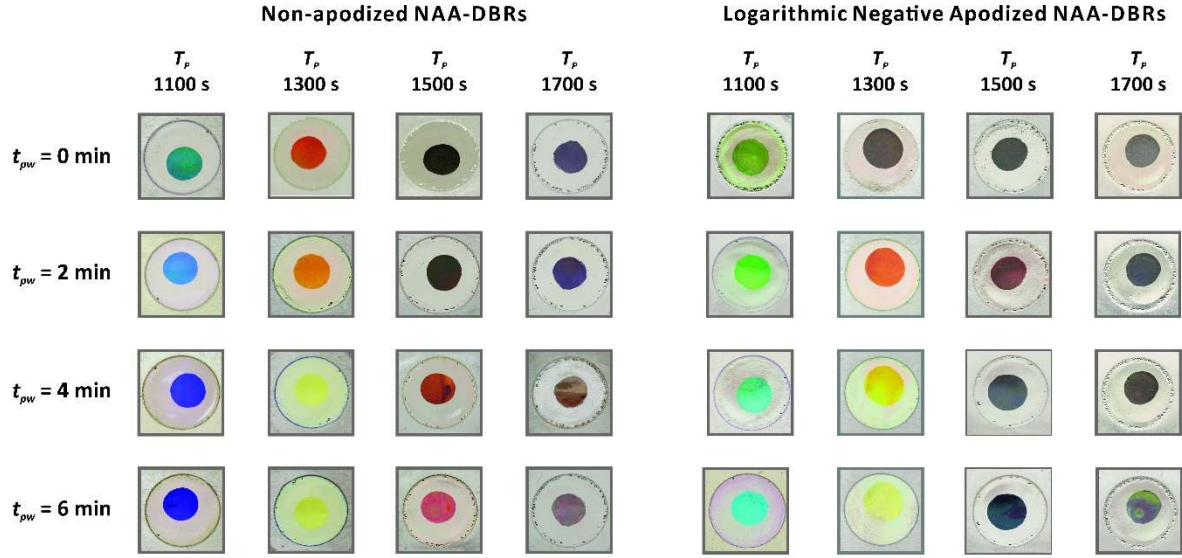 Non-apodized NAA-DBRs
Logarithmic Negative Apodized NAA-DBRs
T_P T_P T_P T_P T_P T_P T_P T_P
1100 s 1300 s 1500 s 1700 s 1100 s 1300 s 1500 s 1700 s
t_pw = 0 min
t_pw = 2 min
t_pw = 4 min
t_pw = 6 min